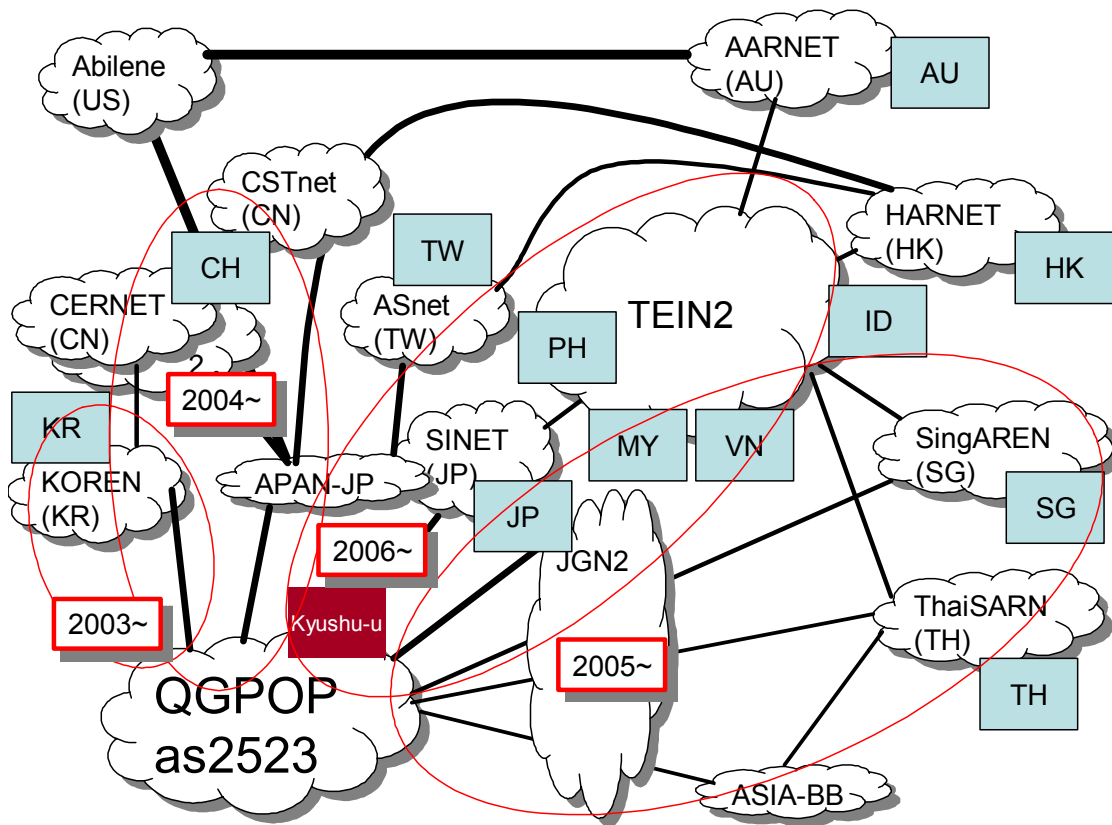 Abilene
(US)
AARNET
(AU)
AU
CSTnet
(CN)
HARNET
(HK)
HK
CH
TW
CERNET
(CN)
2
ASnet
(TW)
TEIN2
ID
PH
2004~
KR
KOREN
(KR)
APAN-JP
SINET
(JP)
MY
VN
SingAREN
(SG)
SG
JP
2006~
JGN2
2003~
Kyushu-u
2005~
ThaiSARN
(TH)
TH
QGPOP
as2523
ASIA-BB